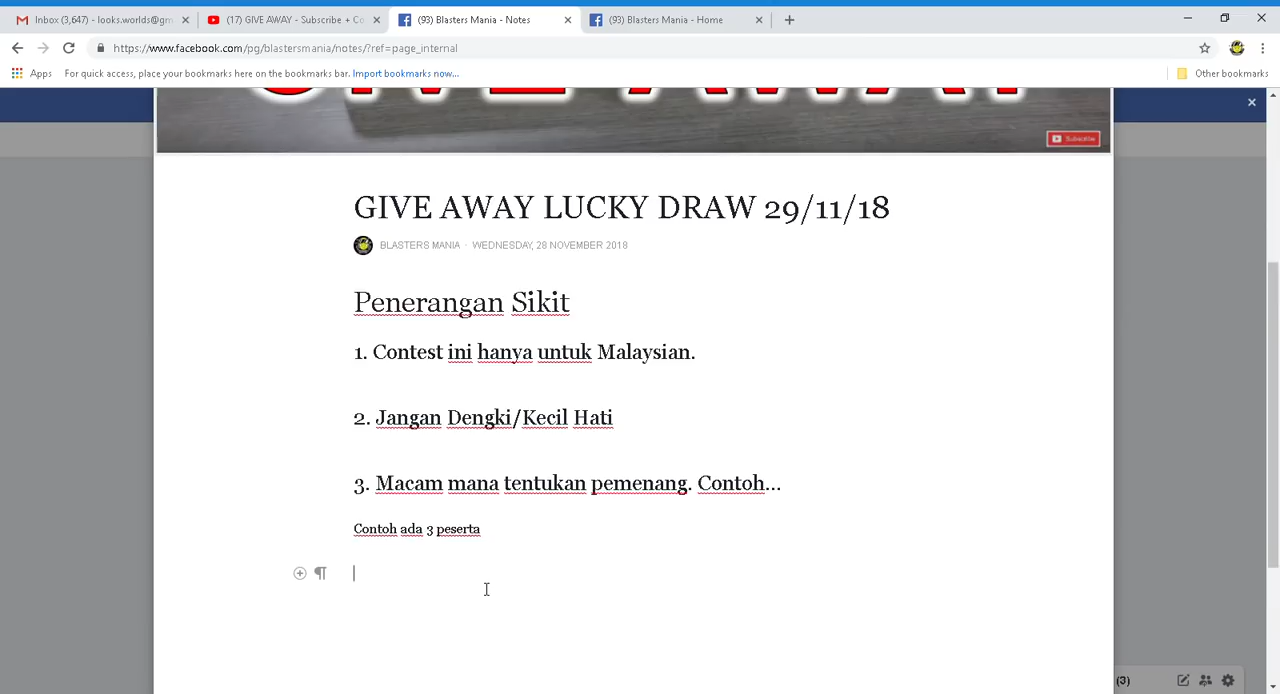 Inbox (3,647) - looks.worlds@gm
(17) GIVE AWAY - Subscribe + Co
(93) Blasters Mania - Notes
(93) Blasters Mania - Home
https://www.facebook.com/pg/blastersmania/notes/?ref=page_internal
Apps For quick access, place your bookmarks here on the bookmarks bar. Import bookmarks now... Other bookmarks
GIVE AWAY
Subscribe
GIVE AWAY LUCKY DRAW 29/11/18
BLASTERS MANIA · WEDNESDAY, 28 NOVEMBER 2018
Penerangan Sikit
1. Contest ini hanya untuk Malaysian.
2. Jangan Dengki/Kecil Hati
3. Macam mana tentukan pemenang. Contoh...
Contoh ada 3 peserta
(3)